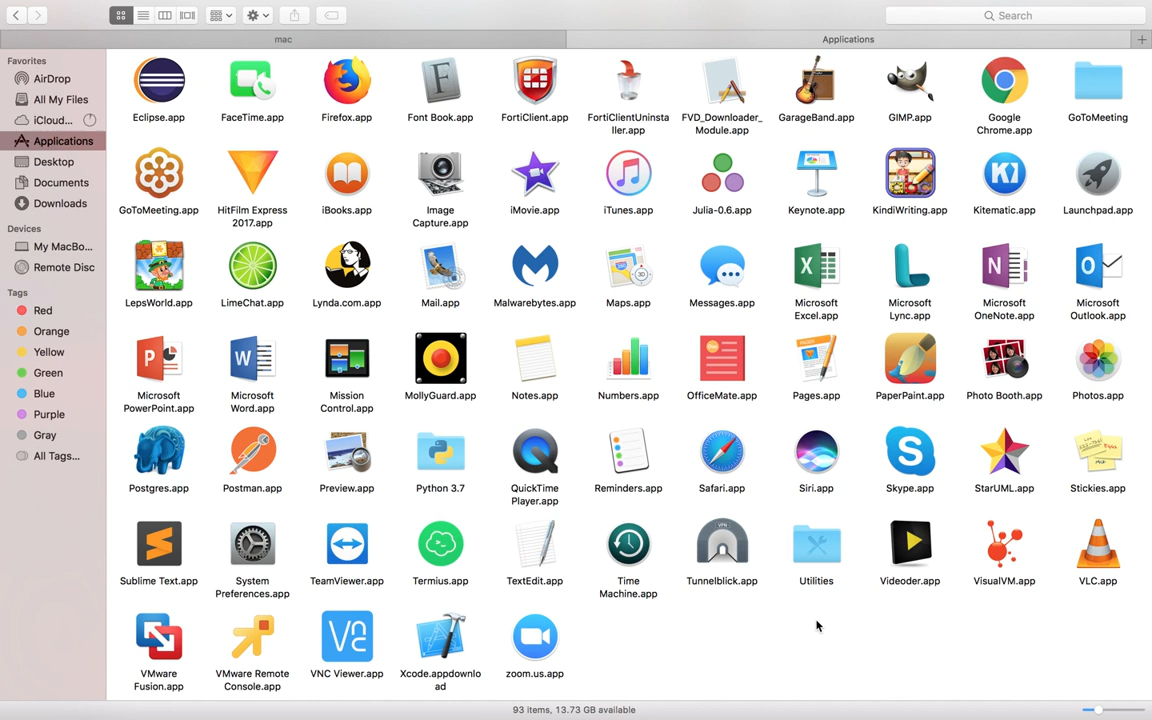 Search
mac
Applications
Favorites
AirDrop
All My Files
iCloud...
Applications
Desktop
Documents
Downloads
Devices
My MacBo...
Remote Disc
Tags
Red
Orange
Yellow
Green
Blue
Purple
Gray
All Tags...
Eclipse.app
FaceTime.app
Firefox.app
Font Book.app
FortiClient.app
FortiClientUninsta
ller.app
FVD_Downloader_
Module.app
GarageBand.app
GIMP.app
Google
Chrome.app
GoToMeeting
GoToMeeting.app
HitFilm Express
2017.app
iBooks.app
Image
Capture.app
iMovie.app
iTunes.app
Julia-0.6.app
Keynote.app
KindiWriting.app
Kitematic.app
Launchpad.app
LepsWorld.app
LimeChat.app
Lynda.com.app
Mail.app
Malwarebytes.app
Maps.app
Messages.app
Microsoft
Excel.app
Microsoft
Lync.app
Microsoft
OneNote.app
Microsoft
Outlook.app
Microsoft
PowerPoint.app
Microsoft
Word.app
Mission
Control.app
MollyGuard.app
Notes.app
Numbers.app
OfficeMate.app
Pages.app
PaperPaint.app
Photo Booth.app
Photos.app
Postgres.app
Postman.app
Preview.app
Python 3.7
QuickTime
Player.app
Reminders.app
Safari.app
Siri.app
Skype.app
StarUML.app
Stickies.app
Sublime Text.app
System
Preferences.app
TeamViewer.app
Termius.app
TextEdit.app
Time
Machine.app
Tunnelblick.app
Utilities
Videoder.app
VisualVM.app
VLC.app
VMware
Fusion.app
VMware Remote
Console.app
VNC Viewer.app
Xcode.appdownlo
ad
zoom.us.app
93 items, 13.73 GB available